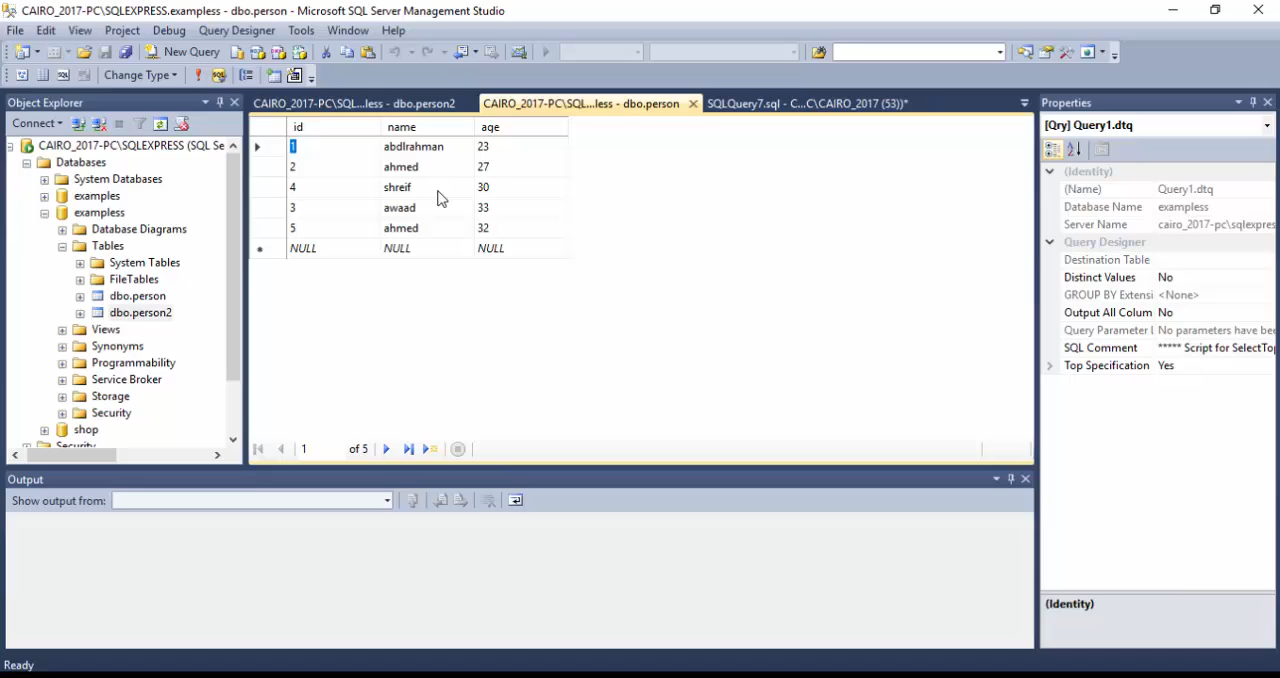 CAIRO_2017-PC\SQLEXPRESS.exampless - dbo.person - Microsoft SQL Server Management Studio
File Edit View Project Debug Query Designer Tools Window Help
New Query
Change Type
Object Explorer
Connect
CAIRO_2017-PC\SQLEXPRESS (SQL Se
Databases
System Databases
examples
exampless
Database Diagrams
Tables
System Tables
FileTables
dbo.person
dbo.person2
Views
Synonyms
Programmability
Service Broker
Storage
Security
shop
Security
CAIRO_2017-PC\SQL...less - dbo.person2 CAIRO_2017-PC\SQL...less - dbo.person SQLQuery7.sql - C...C\CAIRO_2017 (53))*
id name age
1 abdlrahman 23
2 ahmed 27
4 shreif 30
3 awaad 33
5 ahmed 32
NULL NULL NULL
1 of 5
Properties
[Qry] Query1.dtq
(Identity)
(Name) Query1.dtq
Database Name exampless
Server Name cairo_2017-pc\sqlexpres
Query Designer
Destination Table
Distinct Values No
GROUP BY Extensi <None>
Output All Colum No
Query Parameter L No parameters have bee
SQL Comment ***** Script for SelectTop
Top Specification Yes
(Identity)
Output
Show output from:
Ready